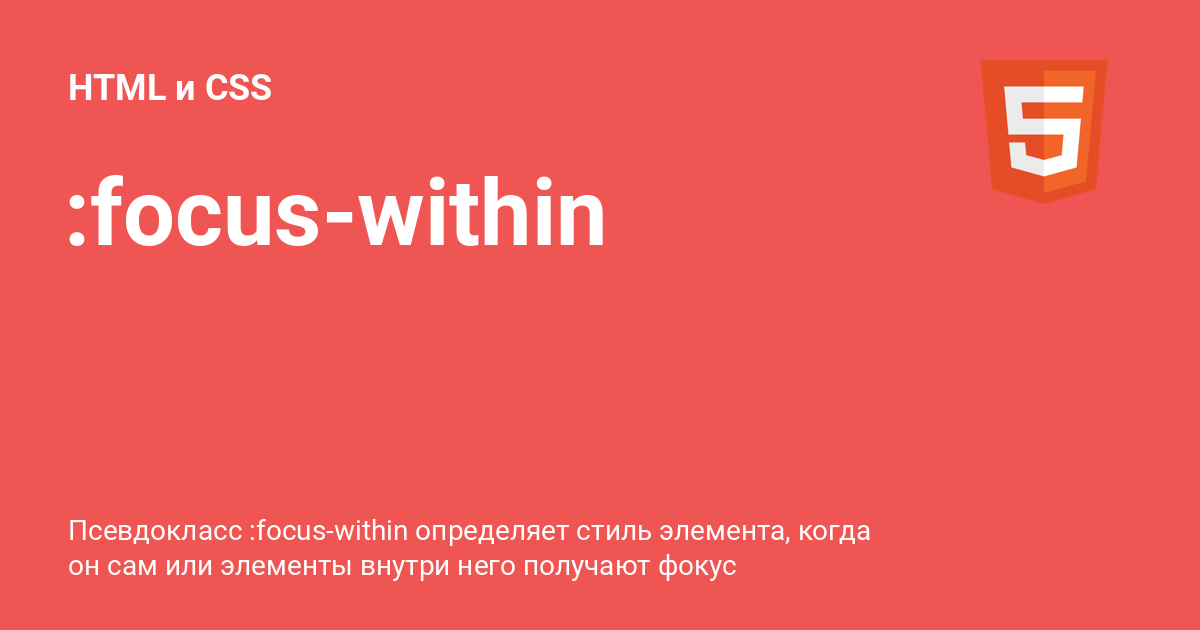 HTML и CSS
:focus-within
Псевдокласс :focus-within определяет стиль элемента, когда
он сам или элементы внутри него получают фокус